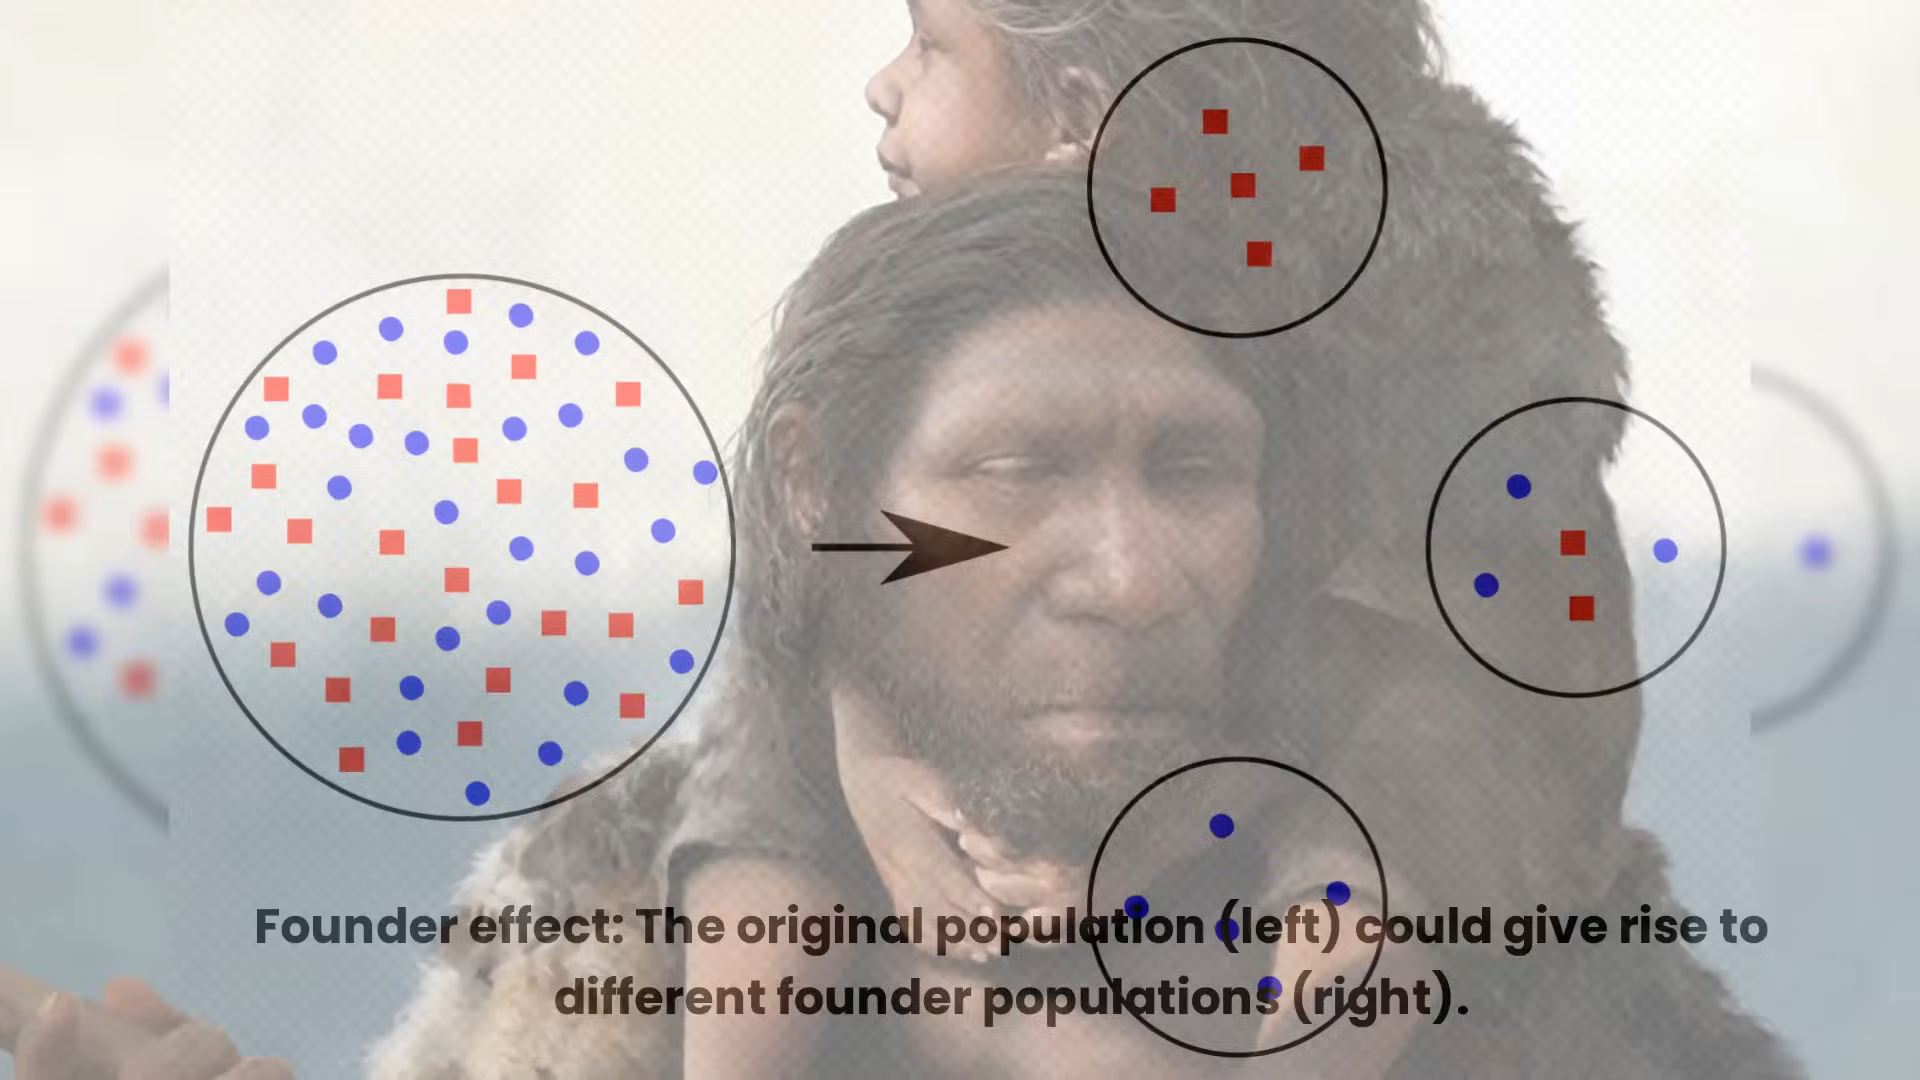 Founder effect: The original population (left) could give rise to
different founder populations (right).